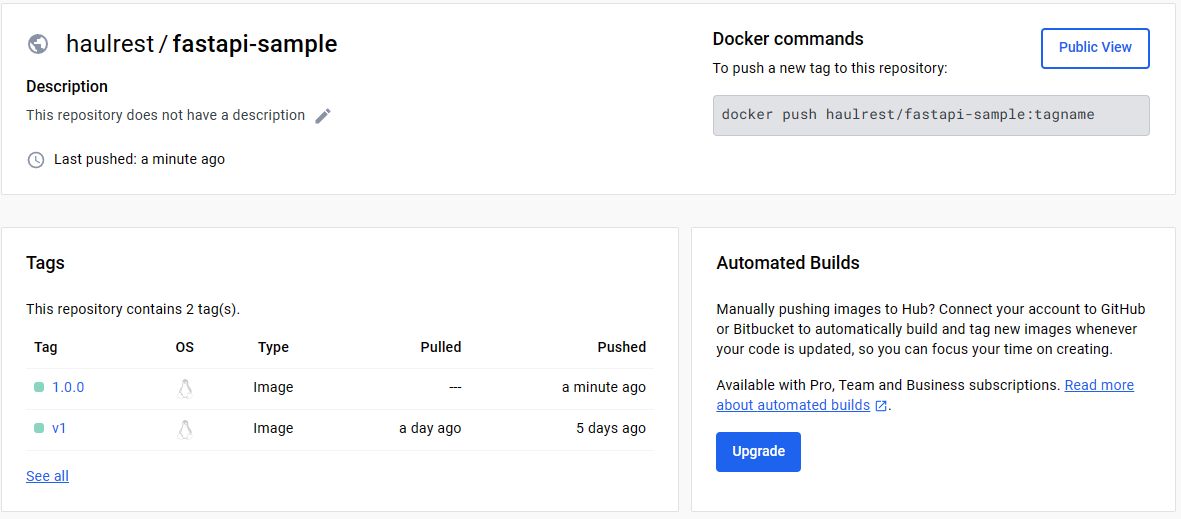 haulrest / fastapi-sample
Description
This repository does not have a description
Last pushed: a minute ago
Docker commands
To push a new tag to this repository:
Public View
docker push haulrest/fastapi-sample:tagname
Tags
This repository contains 2 tag(s).
Tag OS Type Pulled Pushed
1.0.0 Image --- a minute ago
v1 Image a day ago 5 days ago
See all
Automated Builds
Manually pushing images to Hub? Connect your account to GitHub
or Bitbucket to automatically build and tag new images whenever
your code is updated, so you can focus your time on creating.
Available with Pro, Team and Business subscriptions. Read more
about automated builds.
Upgrade